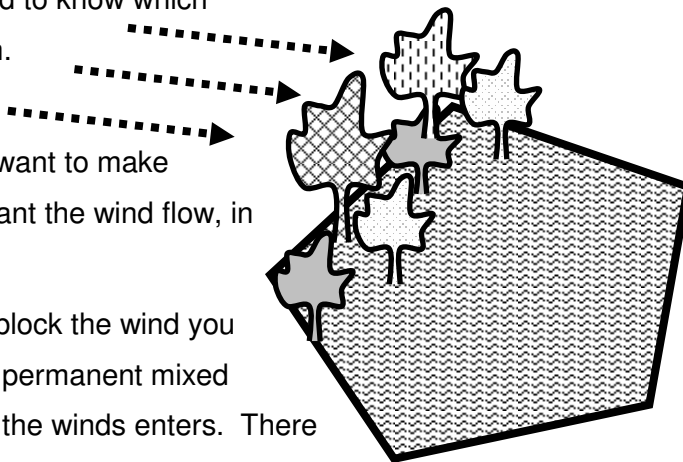 d to know which
n.
want to make
ant the wind flow, in
block the wind you
permanent mixed
the winds enters.  There